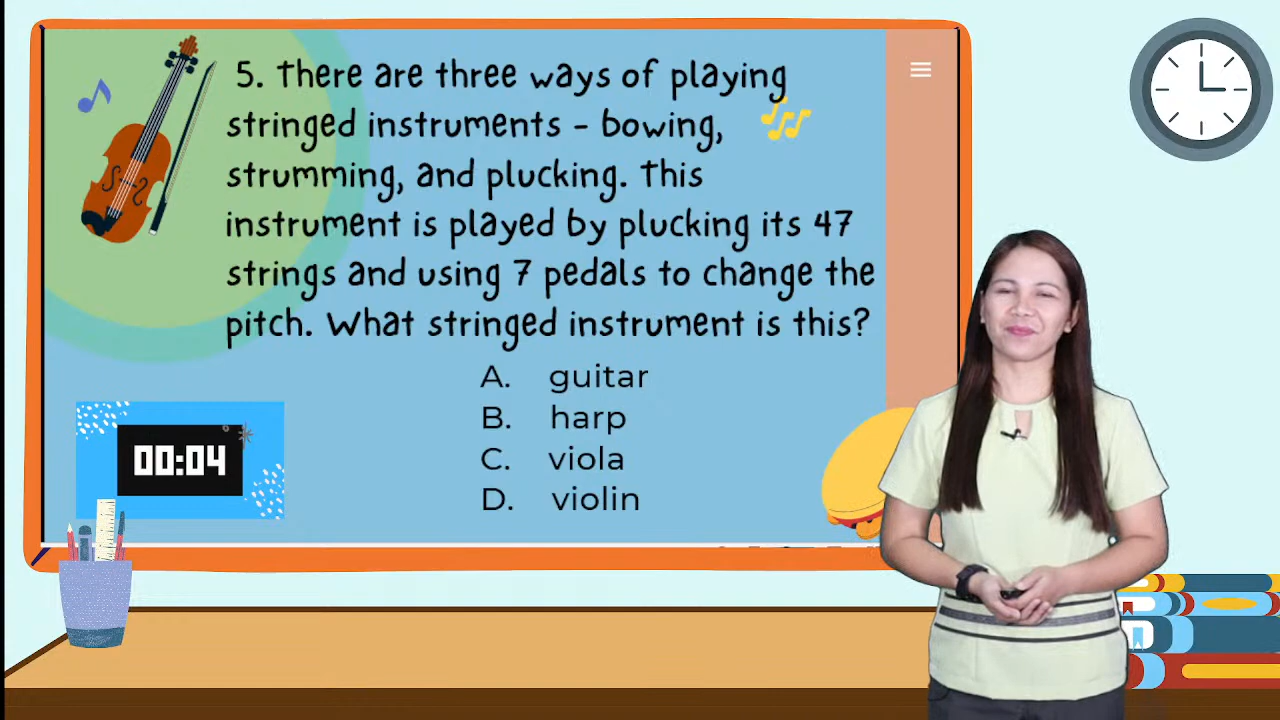 5. There are three ways of playing
stringed instruments - bowing,
strumming, and plucking. This
instrument is played by plucking its 47
strings and using 7 pedals to change the
pitch. What stringed instrument is this?
A. guitar
B. harp
C. viola
D. violin
00:04